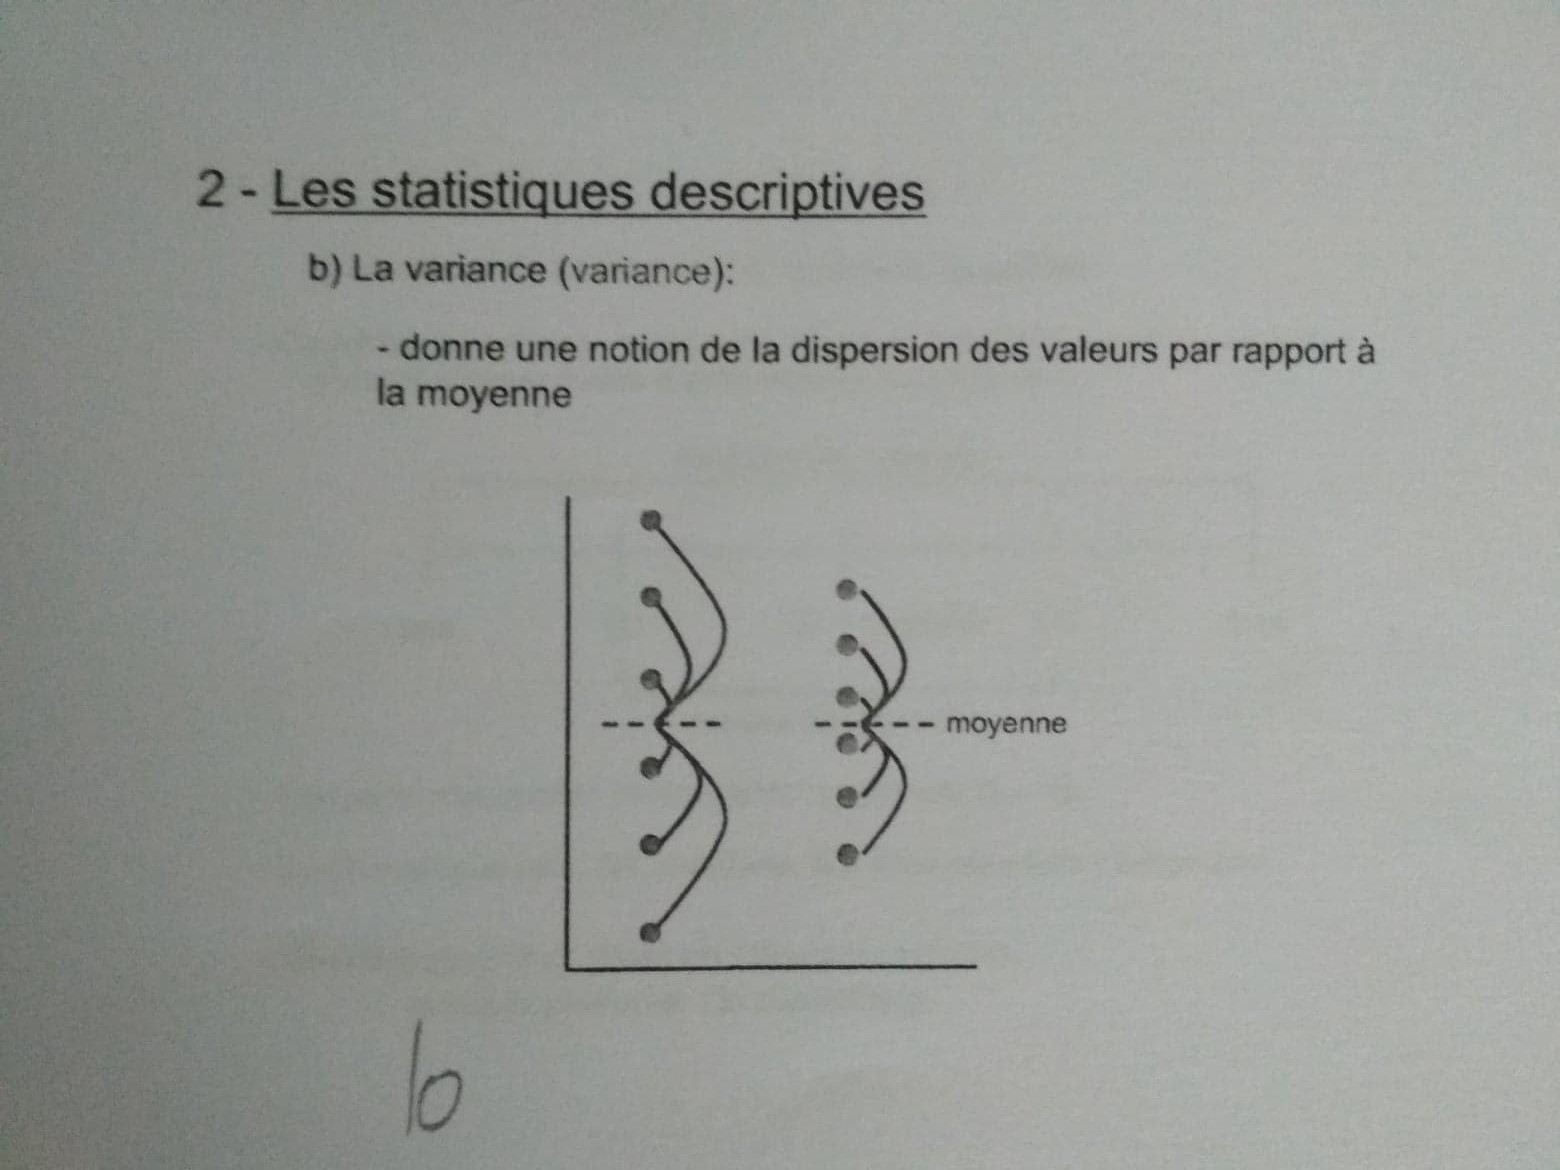 2 - Les statistiques descriptives
b) La variance (variance):
- donne une notion de la dispersion des valeurs par rapport à
la moyenne
moyenne
10